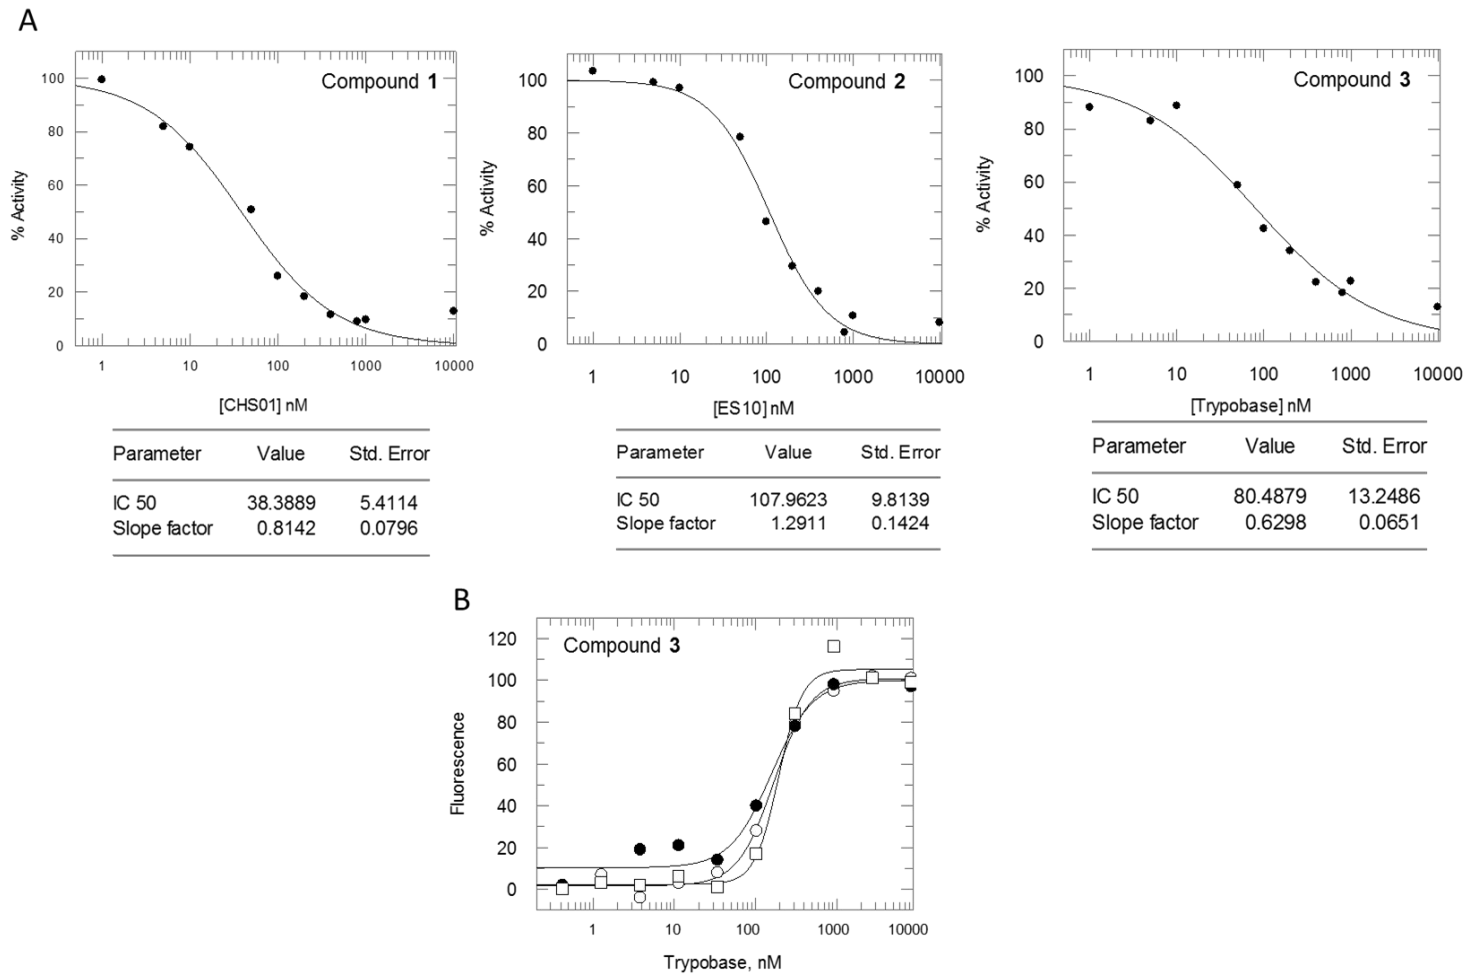 A
Compound 1
% Activity
100
80
60
40
20
0
1 10 100 1000 10000
[CHS01] nM
Parameter Value Std. Error
IC 50 38.3889 5.4114
Slope factor 0.8142 0.0796
Compound 2
% Activity
100
80
60
40
20
0
1 10 100 1000 10000
[ES10] nM
Parameter Value Std. Error
IC 50 107.9623 9.8139
Slope factor 1.2911 0.1424
Compound 3
% Activity
100
80
60
40
20
0
1 10 100 1000 10000
[Trypobase] nM
Parameter Value Std. Error
IC 50 80.4879 13.2486
Slope factor 0.6298 0.0651
B
Compound 3
Fluorescence
120
100
80
60
40
20
0
1 10 100 1000 10000
Trypobase, nM